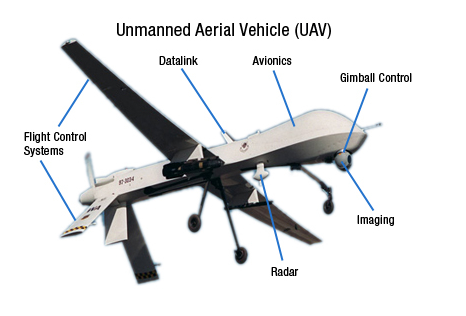 Unmanned Aerial Vehicle (UAV)
Datalink
Avionics
Gimball Control
Flight Control
Systems
Imaging
Radar